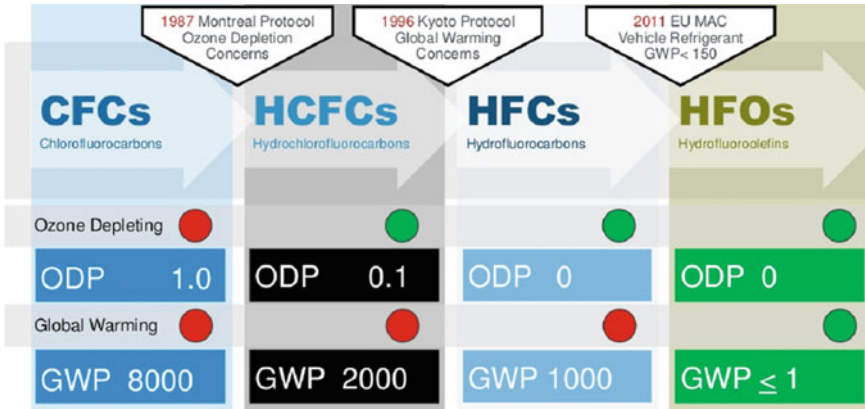 1987 Montreal Protocol
Ozone Depletion
Concerns
1996 Kyoto Protocol
Global Warming
Concerns
2011 EU MAC
Vehicle Refrigerant
GWP< 150
CFCs
Chlorofluorocarbons
HCFCs
Hydrochlorofluorocarbons
HFCs
Hydrofluorocarbons
HFOs
Hydrofluoroolefins
Ozone Depleting
ODP 1.0
ODP 0.1
ODP 0
ODP 0
Global Warming
GWP 8000
GWP 2000
GWP 1000
GWP ≤ 1